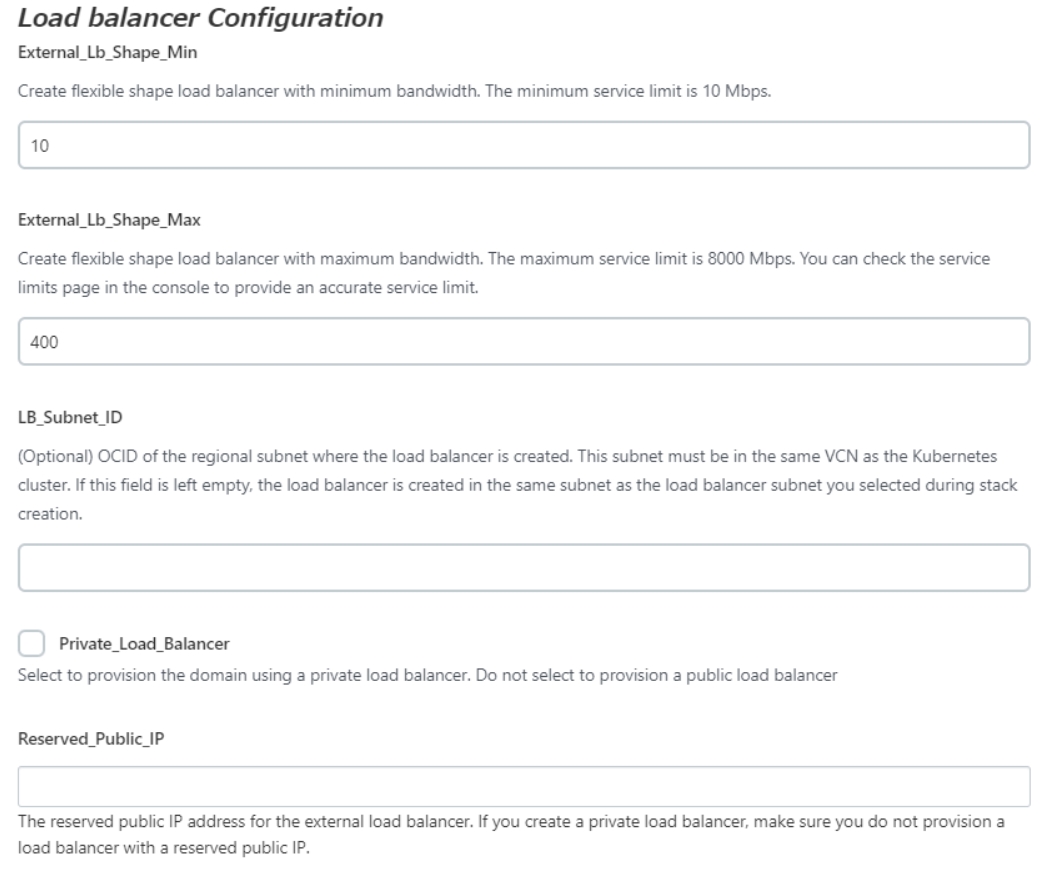 Load balancer Configuration
External_Lb_Shape_Min
Create flexible shape load balancer with minimum bandwidth. The minimum service limit is 10 Mbps.
10
External_Lb_Shape_Max
Create flexible shape load balancer with maximum bandwidth. The maximum service limit is 8000 Mbps. You can check the service
limits page in the console to provide an accurate service limit.
400
LB_Subnet_ID
(Optional) OCID of the regional subnet where the load balancer is created. This subnet must be in the same VCN as the Kubernetes
cluster. If this field is left empty, the load balancer is created in the same subnet as the load balancer subnet you selected during stack
creation.
Private_Load_Balancer
Select to provision the domain using a private load balancer. Do not select to provision a public load balancer
Reserved_Public_IP
The reserved public IP address for the external load balancer. If you create a private load balancer, make sure you do not provision a
load balancer with a reserved public IP.